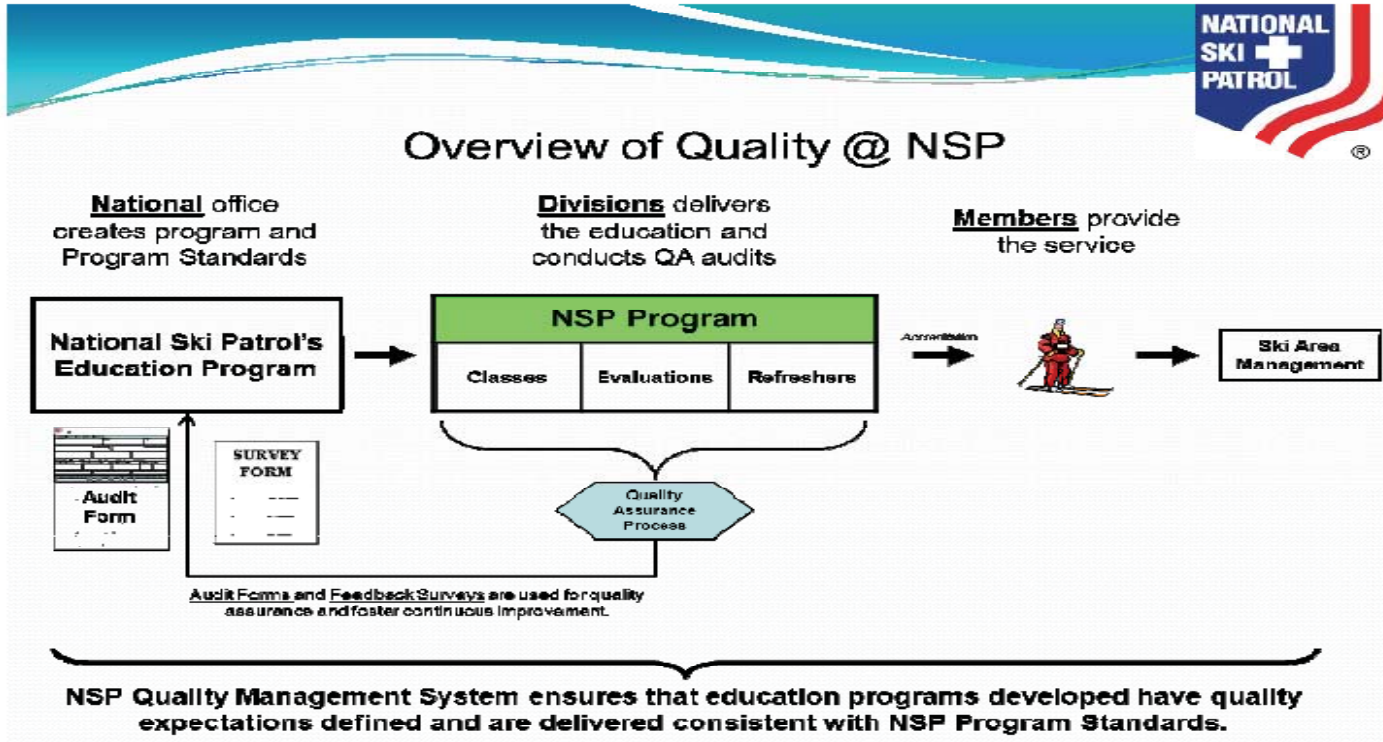 NATIONAL
SKI
PATROL
®
Overview of Quality @ NSP
National office
creates program and
Program Standards
Divisions delivers
the education and
conducts QA audits
Members provide
the service
National Ski Patrol's
Education Program
NSP Program
Classes
Evaluations
Refreshers
Accreditation
Ski Area
Management
Audit
Form
SURVEY
FORM
Quality
Assurance
Process
Audit Forms and Feedback Surveys are used for quality
assurance and foster continuous improvement.
NSP Quality Management System ensures that education programs developed have quality
expectations defined and are delivered consistent with NSP Program Standards.